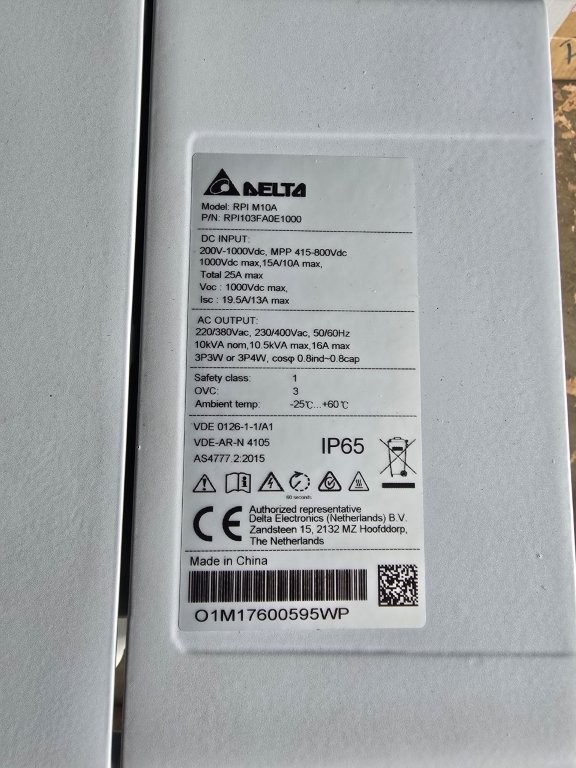 DELTA
Model: RPI M10A
P/N: RPI103FA0E1000
DC INPUT:
200V-1000Vdc, MPP 415-800Vdc
1000Vdc max,15A/10A max,
Total 25A max
Voc : 1000Vdc max,
Isc : 19.5A/13A max
AC OUTPUT:
220/380Vac, 230/400Vac, 50/60Hz
10kVA nom,10.5kVA max,16A max
3P3W or 3P4W, cosφ 0.8ind~0.8cap
Safety class: 1
OVC: 3
Ambient temp: -25℃...+60℃
VDE 0126-1-1/A1
VDE-AR-N 4105
AS4777.2:2015
IP65
60 seconds
CE
Authorized representative
Delta Electronics (Netherlands) B.V.
Zandsteen 15, 2132 MZ Hoofddorp,
The Netherlands
Made in China
O1M17600595WP